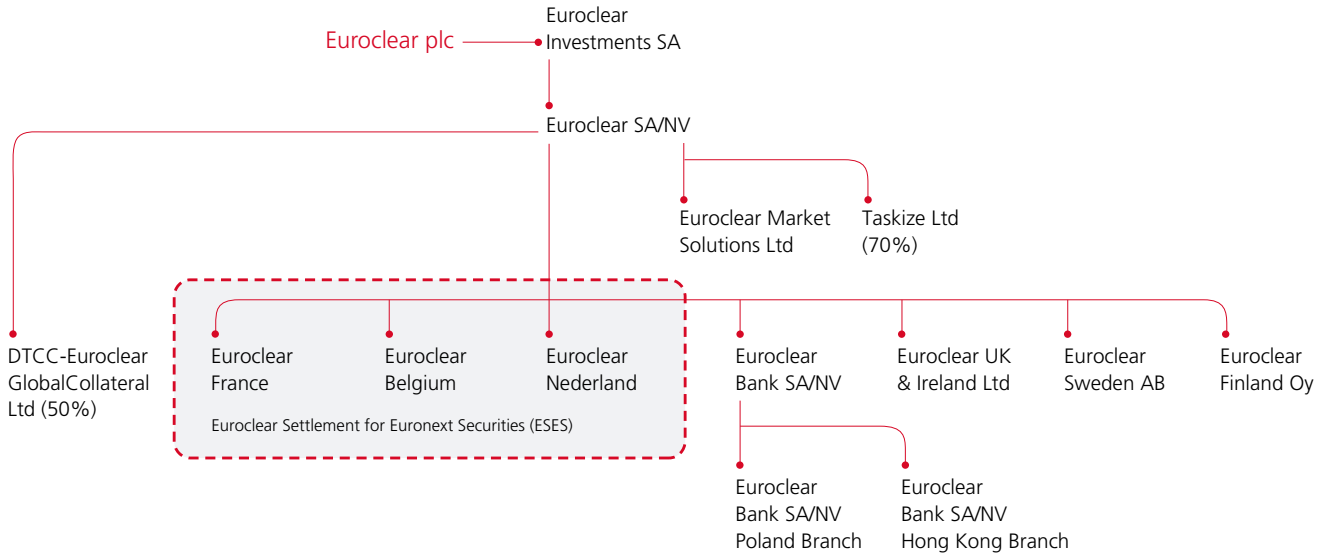 Euroclear plc
Euroclear
Investments SA
Euroclear SA/NV
Euroclear Market
Solutions Ltd
Taskize Ltd
(70%)
DTCC-Euroclear
GlobalCollateral
Ltd (50%)
Euroclear
France
Euroclear
Belgium
Euroclear
Nederland
Euroclear Settlement for Euronext Securities (ESES)
Euroclear
Bank SA/NV
Euroclear UK
& Ireland Ltd
Euroclear
Sweden AB
Euroclear
Finland Oy
Euroclear
Bank SA/NV
Poland Branch
Euroclear
Bank SA/NV
Hong Kong Branch